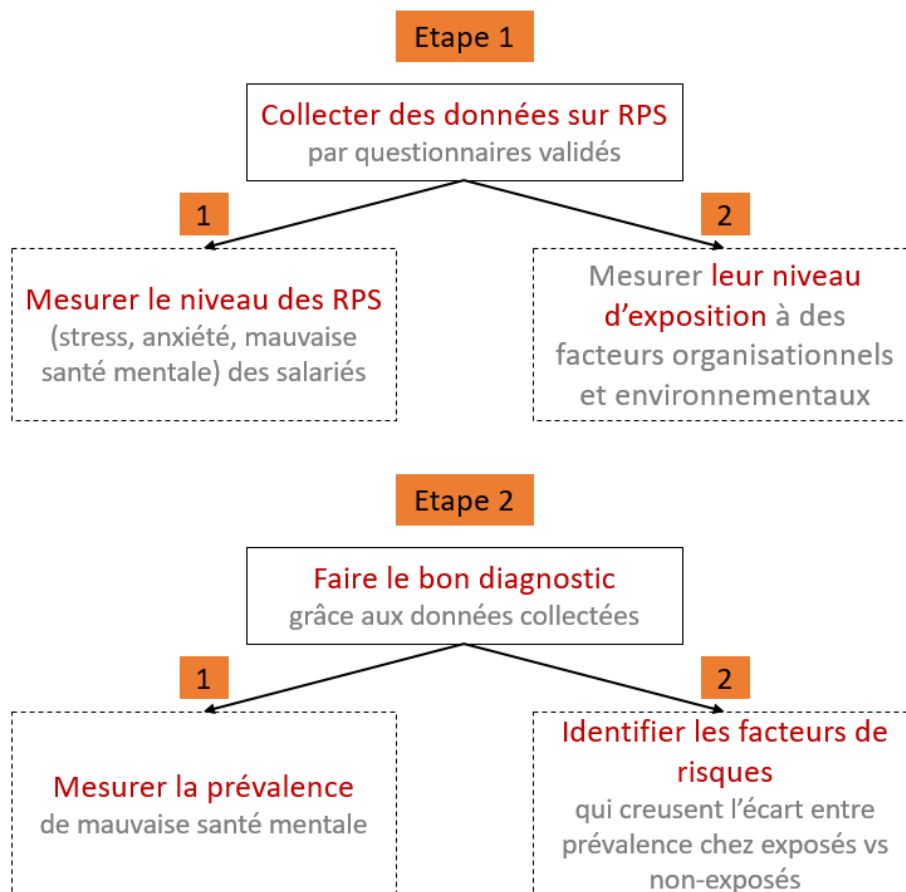 Etape 1
Collecter des données sur RPS
par questionnaires validés
1
Mesurer le niveau des RPS
(stress, anxiété, mauvaise
santé mentale) des salariés
2
Mesurer leur niveau
d’exposition à des
facteurs organisationnels
et environnementaux
Etape 2
Faire le bon diagnostic
grâce aux données collectées
1
Mesurer la prévalence
de mauvaise santé mentale
2
Identifier les facteurs de
risques
qui creusent l’écart entre
prévalence chez exposés vs
non-exposés